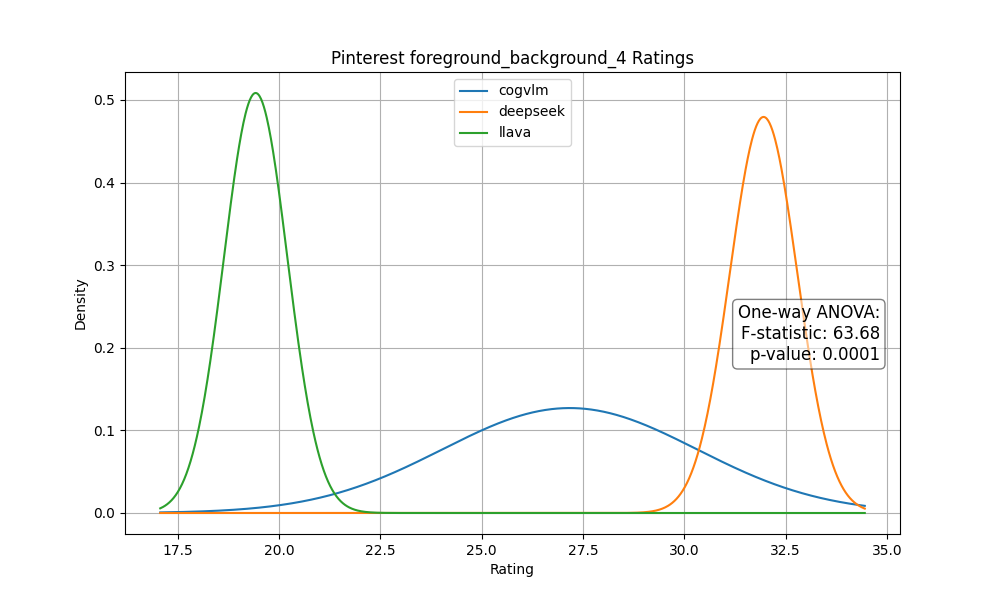 Pinterest foreground_background_4 Ratings
cogvlm
deepseek
llava
0.5
0.4
0.3
0.2
0.1
0.0
Density
One-way ANOVA:
F-statistic: 63.68
p-value: 0.0001
17.5 20.0 22.5 25.0 27.5 30.0 32.5 35.0
Rating